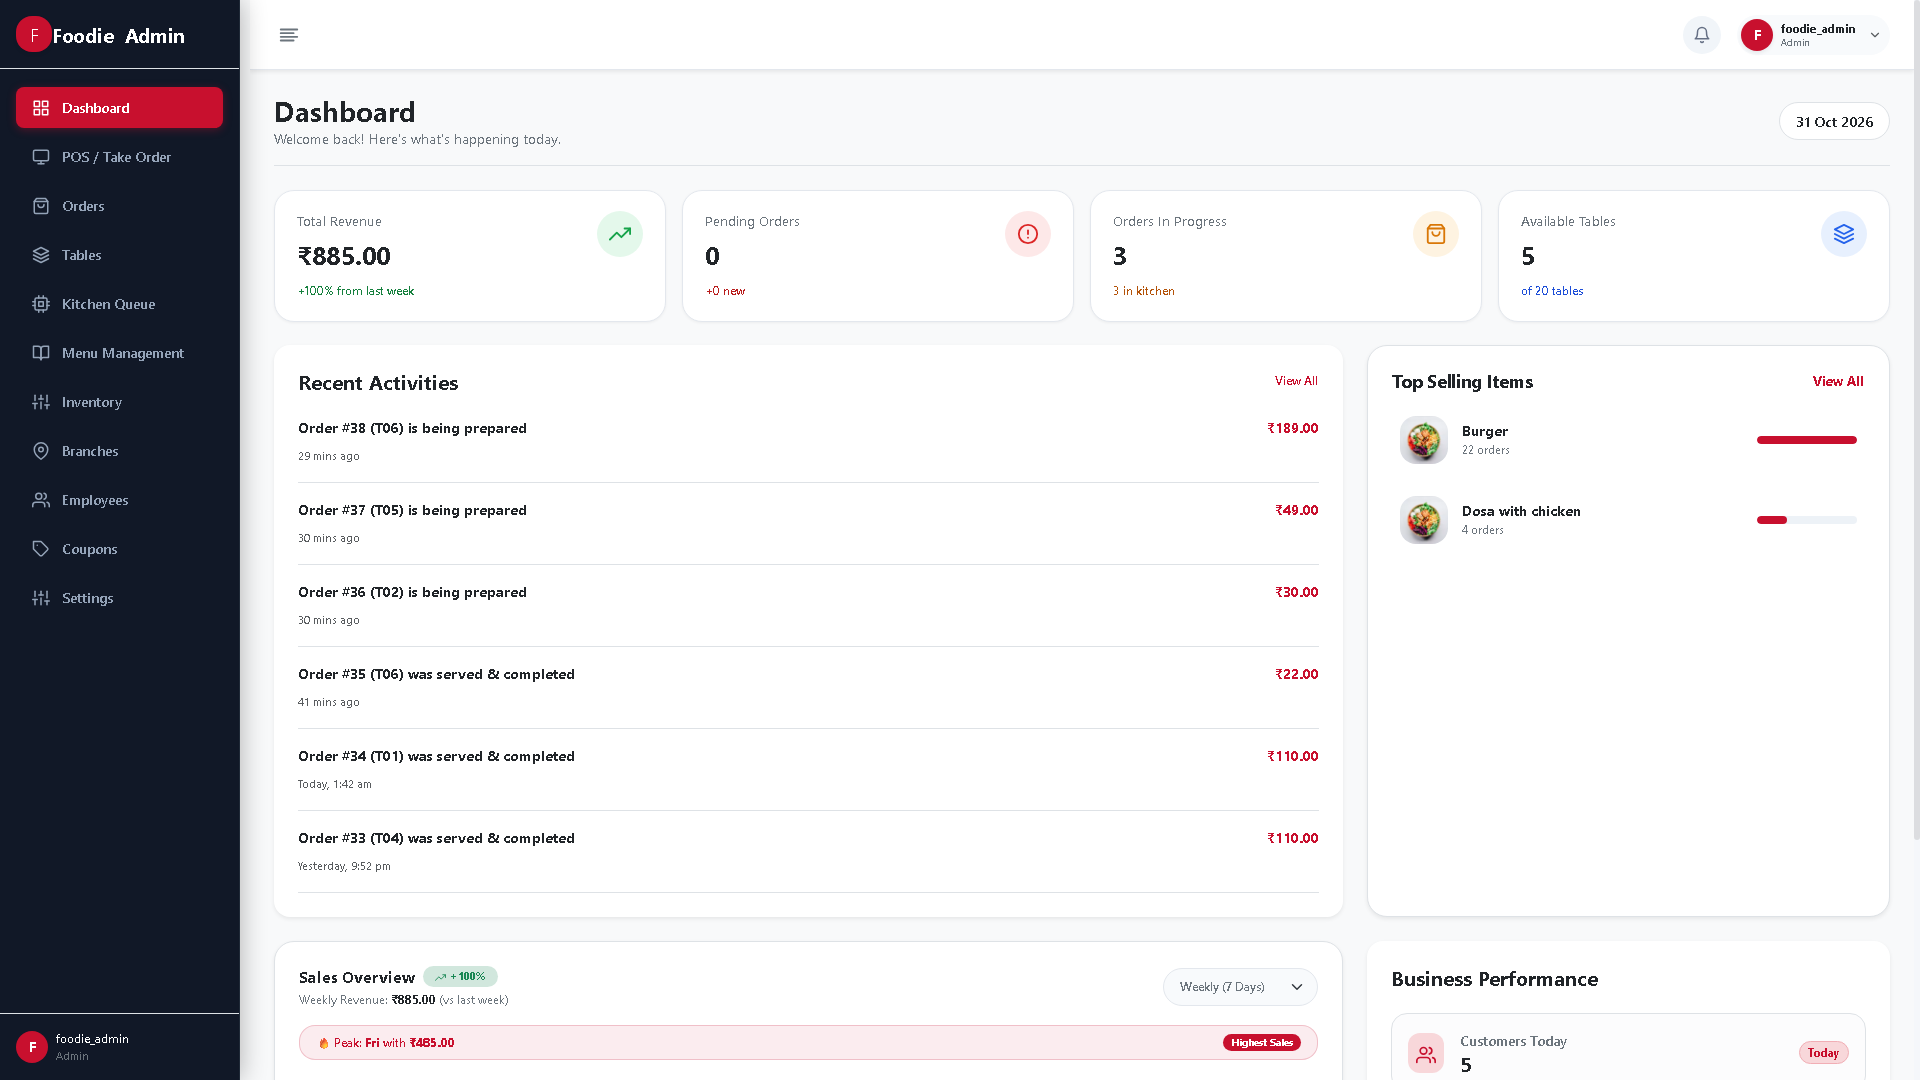 F Foodie Admin
Dashboard
POS / Take Order
Orders
Tables
Kitchen Queue
Menu Management
Inventory
Branches
Employees
Coupons
Settings
F
foodie_admin
Admin
F
foodie_admin
Admin
Dashboard
Welcome back! Here's what's happening today.
31 Oct 2026
Total Revenue
₹885.00
+100% from last week
Pending Orders
0
+0 new
Orders In Progress
3
3 in kitchen
Available Tables
5
of 20 tables
Recent Activities
View All
Order #38 (T06) is being prepared
₹189.00
29 mins ago
Order #37 (T05) is being prepared
₹49.00
30 mins ago
Order #36 (T02) is being prepared
₹30.00
30 mins ago
Order #35 (T06) was served & completed
₹22.00
41 mins ago
Order #34 (T01) was served & completed
₹110.00
Today, 1:42 am
Order #33 (T04) was served & completed
₹110.00
Yesterday, 9:52 pm
Top Selling Items
View All
Burger
22 orders
Dosa with chicken
4 orders
Sales Overview
+100%
Weekly Revenue: ₹885.00 (vs last week)
Weekly (7 Days)
Peak: Fri with ₹465.00
Highest Sales
Business Performance
Customers Today
5
Today